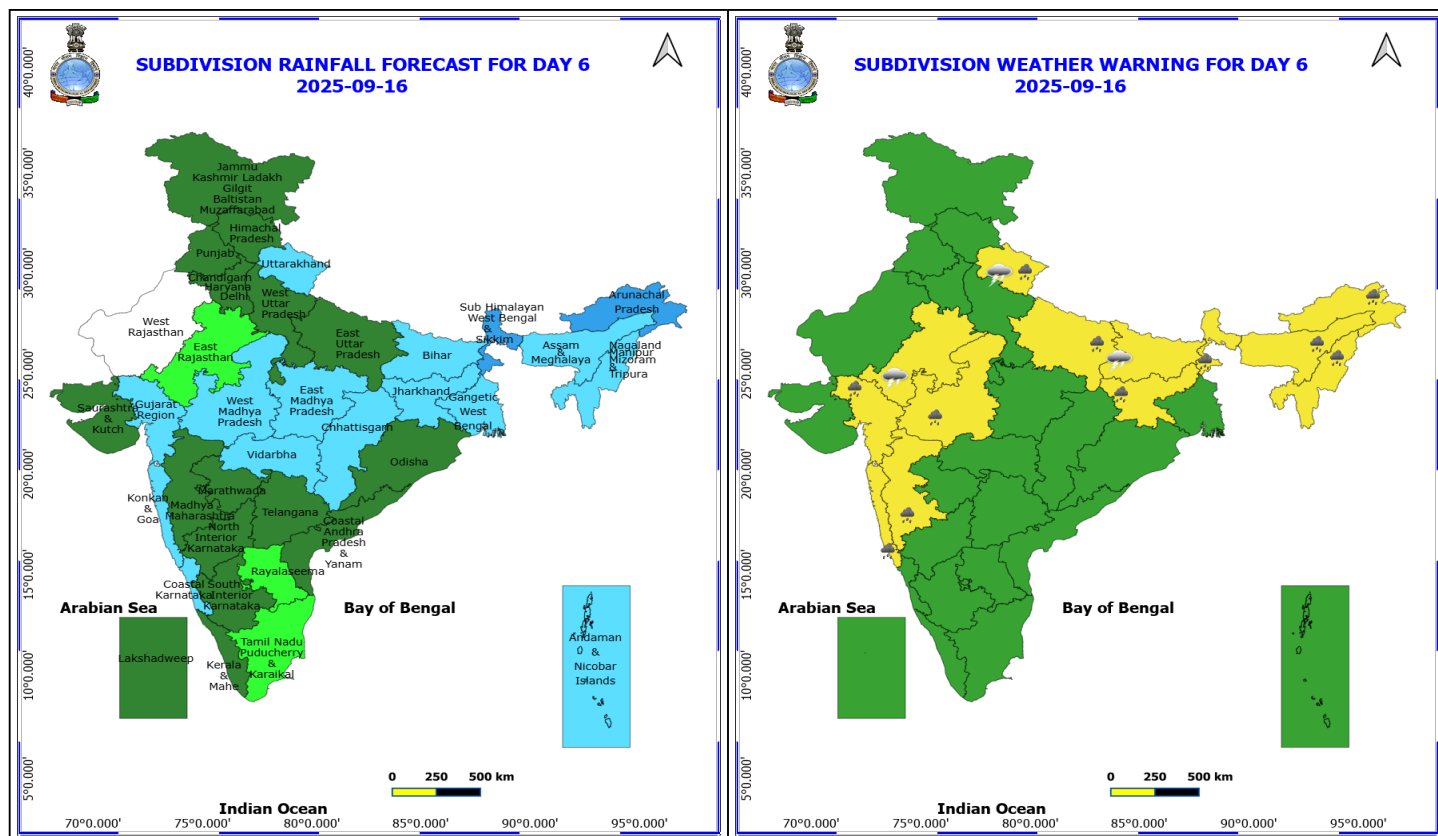 SUBDIVISION RAINFALL FORECAST FOR DAY 6
2025-09-16
40°0.000'
35°0.000'
30°0.000'
25°0.000'
20°0.000'
15°0.000'
10°0.000'
5°0.000'
Jammu
Kashmir Ladakh
Gilgit
Baltistan
Muzaffarabad
Himachal
Pradesh
Punjab
Uttarakhand
Chandigarh
Haryana
Delhi
West
Uttar
Pradesh
West
Rajasthan
East
Rajasthan
East
Uttar
Pradesh
Sub Himalayan
West Bengal
&
Sikkim
Arunachal
Pradesh
Assam
&
Meghalaya
Nagaland
Manipur
Mizoram
&
Tripura
Bihar
Jharkhand
Gangetic
West
Bengal
Saurashtra
&
Kutch
Gujarat
Region
West
Madhya
Pradesh
East
Madhya
Pradesh
Chhattisgarh
Vidarbha
Odisha
Konkan
&
Goa
Madhya
Maharashtra
Marathwada
Telangana
North
Interior
Karnataka
Coastal
Andhra
Pradesh
&
Yanam
Rayalaseema
Coastal
Karnataka
South
Interior
Karnataka
Tamil Nadu
Puducherry
&
Karaikal
Kerala
&
Mahe
Lakshadweep
Andaman
&
Nicobar
Islands
Arabian Sea
Bay of Bengal
Indian Ocean
0 250 500 km
70°0.000' 75°0.000' 80°0.000' 85°0.000' 90°0.000' 95°0.000'
SUBDIVISION WEATHER WARNING FOR DAY 6
2025-09-16
40°0.000'
35°0.000'
30°0.000'
25°0.000'
20°0.000'
15°0.000'
10°0.000'
5°0.000'
Arabian Sea
Bay of Bengal
Indian Ocean
0 250 500 km
70°0.000' 75°0.000' 80°0.000' 85°0.000' 90°0.000' 95°0.000'